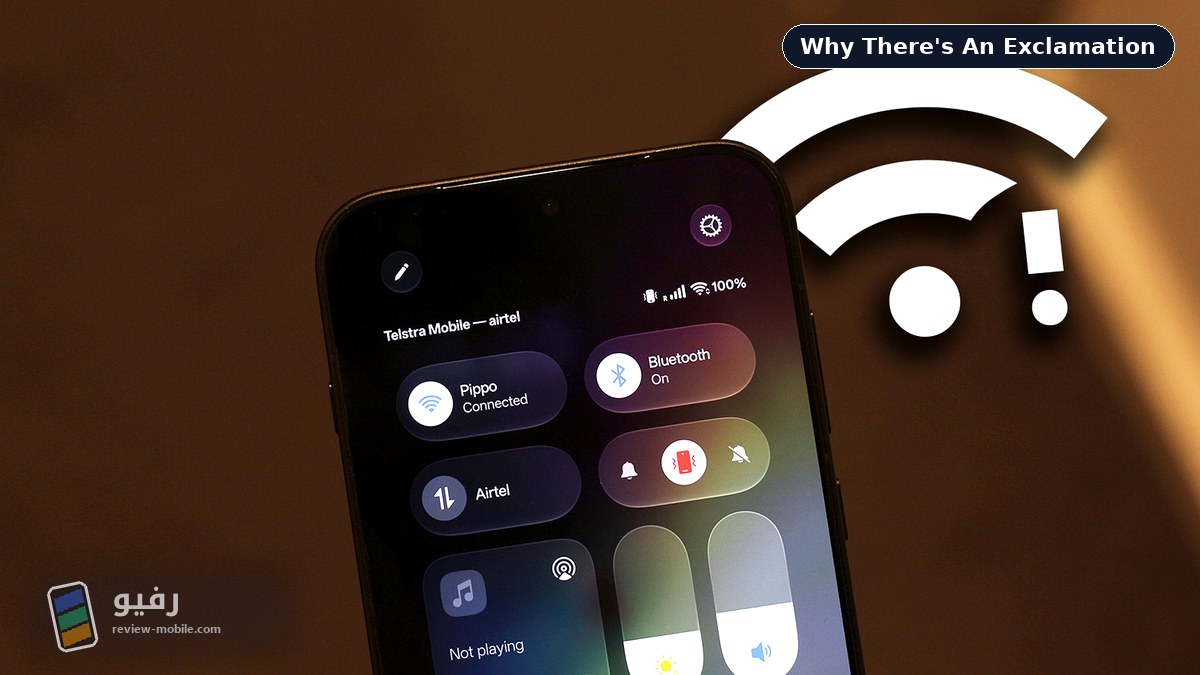 Why There's An Exclamation
R
100%
Telstra Mobile — airtel
Pippo
Connected
Bluetooth
On
Airtel
Not playing
رفيو
review-mobile.com